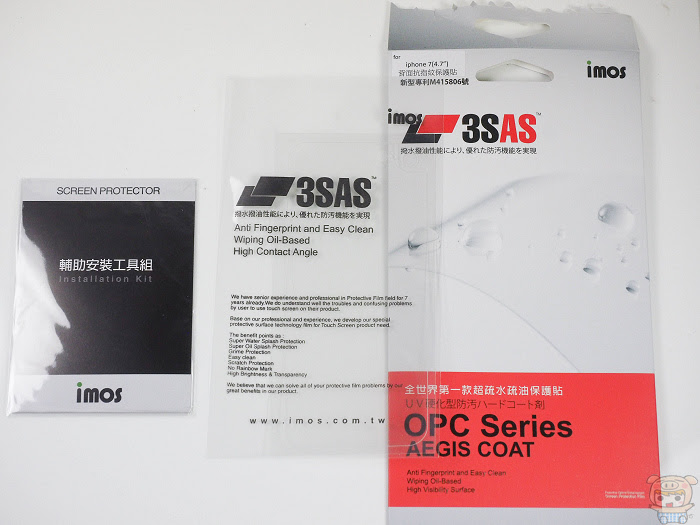 SCREEN PROTECTOR
輔助安裝工具組
Installation Kit
imos
3SAS™
撥水撥油性能により、優れた防汚機能を実現
Anti Fingerprint and Easy Clean
Wiping Oil-Based
High Contact Angle
We have senior experience and professional in Protective Film field for 7
years already.We do understand well the troubles and confusing problems
by user to use touch screen on their product.
Base on our professional and experience, we develop our special
protective surface technology film for Touch Screen product need.
The benefit points as :
Super Water Splash Protection
Super Oil Splash Protection
Grime Protection
Easy clean
Scratch Protection
No Rainbow Mark
High Brightness & Transparency
We believe that we can solve all of your protective film problems by our
great benefits in our product.
www.imos.com.tw
for
iphone 7(4.7")
背面抗指紋保護貼
新型專利M415806號
imos
imos
3SAS™
撥水撥油性能により、優れた防汚機能を実現
全世界第一款超疏水疏油保護貼
UV硬化型防汚ハードコート剤
OPC Series
AEGIS COAT
Anti Fingerprint and Easy Clean
Wiping Oil-Based
High Visibility Surface